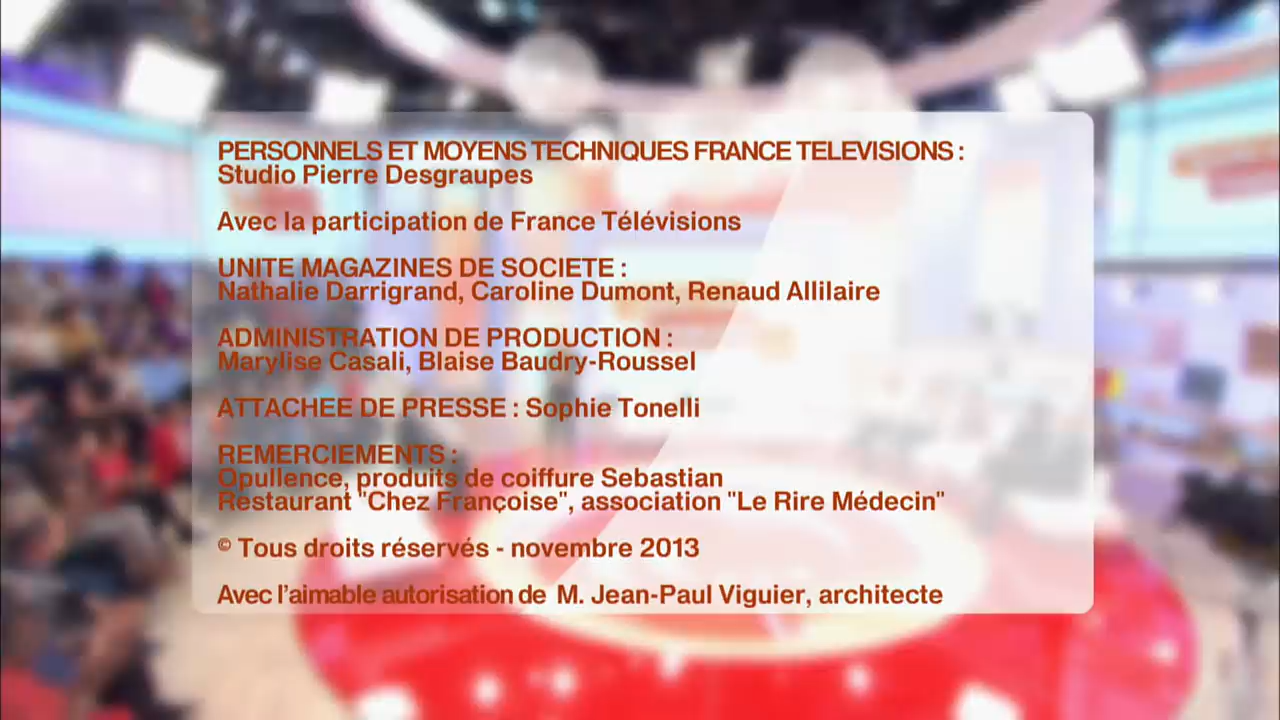 PERSONNELS ET MOYENS TECHNIQUES FRANCE TELEVISIONS :
Studio Pierre Desgraupes
Avec la participation de France Télévisions
UNITE MAGAZINES DE SOCIETE :
Nathalie Darrigrand, Caroline Dumont, Renaud Allilaire
ADMINISTRATION DE PRODUCTION :
Marylise Casali, Blaise Baudry-Roussel
ATTACHEE DE PRESSE : Sophie Tonelli
REMERCIEMENTS :
Opullence, produits de coiffure Sebastian
Restaurant "Chez Françoise", association "Le Rire Médecin"
© Tous droits réservés - novembre 2013
Avec l’aimable autorisation de M. Jean-Paul Viguier, architecte